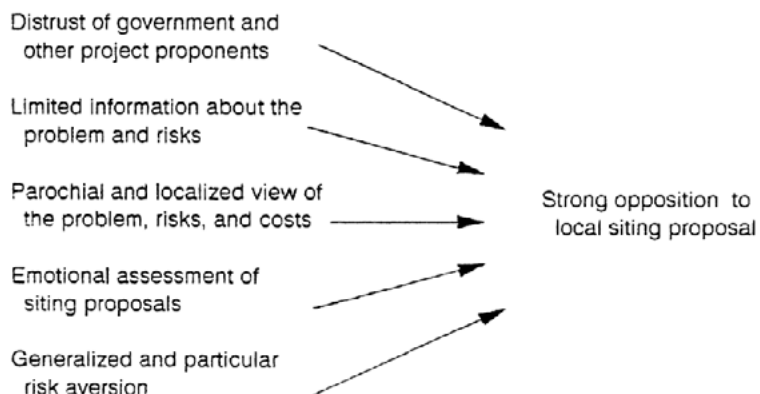 Distrust of government and
other project proponents
Limited information about the
problem and risks
Parochial and localized view of
the problem, risks, and costs
Emotional assessment of
siting proposals
Generalized and particular
risk aversion
Strong opposition to
local siting proposal